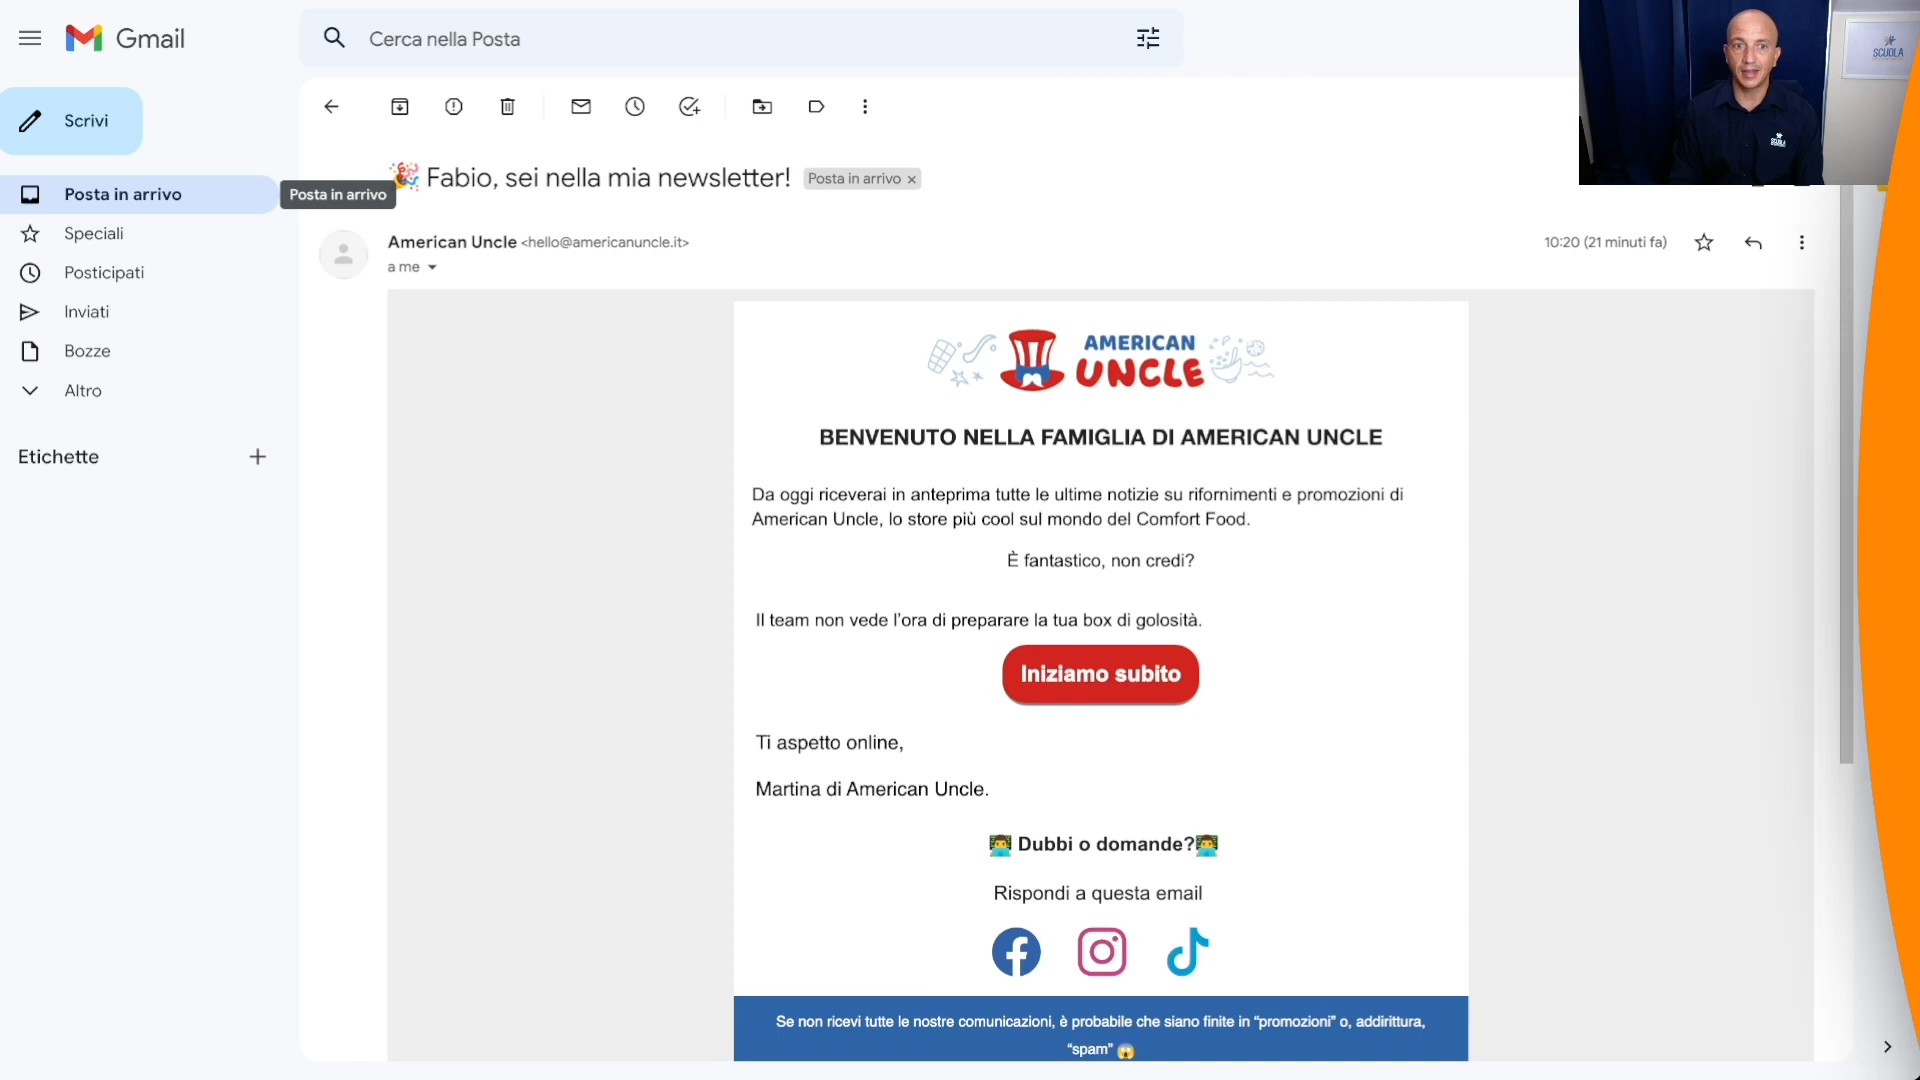 Gmail
Cerca nella Posta
SCUOLA
Scrivi
SCUOLA
Posta in arrivo
Posta in arrivo
🎉 Fabio, sei nella mia newsletter!
Posta in arrivo ×
Speciali
American Uncle <hello@americanuncle.it>
10:20 (21 minuti fa)
a me
Posticipati
Inviati
Bozze
Altro
Etichette
AMERICAN
UNCLE
BENVENUTO NELLA FAMIGLIA DI AMERICAN UNCLE
Da oggi riceverai in anteprima tutte le ultime notizie su rifornimenti e promozioni di
American Uncle, lo store più cool sul mondo del Comfort Food.
È fantastico, non credi?
Il team non vede l’ora di preparare la tua box di golosità.
Iniziamo subito
Ti aspetto online,
Martina di American Uncle.
👨‍💻 Dubbi o domande?👨‍💻
Rispondi a questa email
Se non ricevi tutte le nostre comunicazioni, è probabile che siano finite in “promozioni” o, addirittura,
“spam” 😱